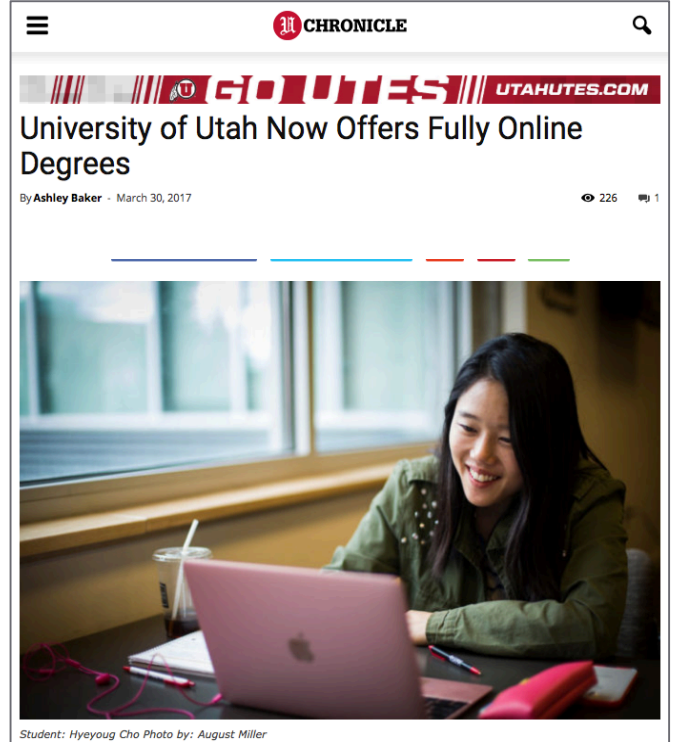 U CHRONICLE
U GO UTES UTAHUTES.COM
University of Utah Now Offers Fully Online
Degrees
By Ashley Baker - March 30, 2017 226 1
Student: Hyeyoug Cho Photo by: August Miller